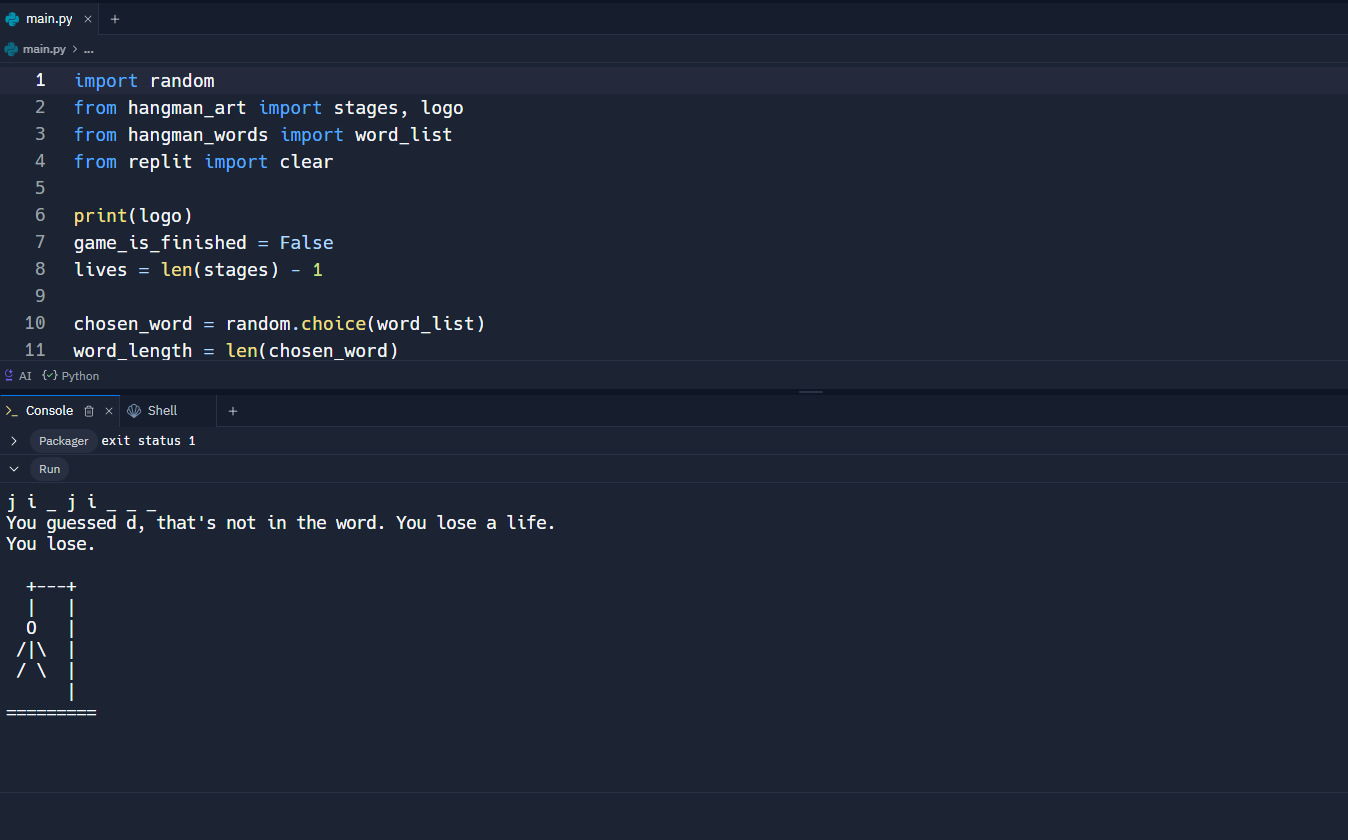 main.py × +
main.py > ...
1 import random
2 from hangman_art import stages, logo
3 from hangman_words import word_list
4 from replit import clear
5
6 print(logo)
7 game_is_finished = False
8 lives = len(stages) - 1
9
10 chosen_word = random.choice(word_list)
11 word_length = len(chosen_word)
AI {✓} Python
>_ Console × Shell +
> Packager exit status 1
Run
j i _ j i _ _ _
You guessed d, that's not in the word. You lose a life.
You lose.
  +---+
  |   |
  O   |
 /|\  |
 / \  |
      |
=========